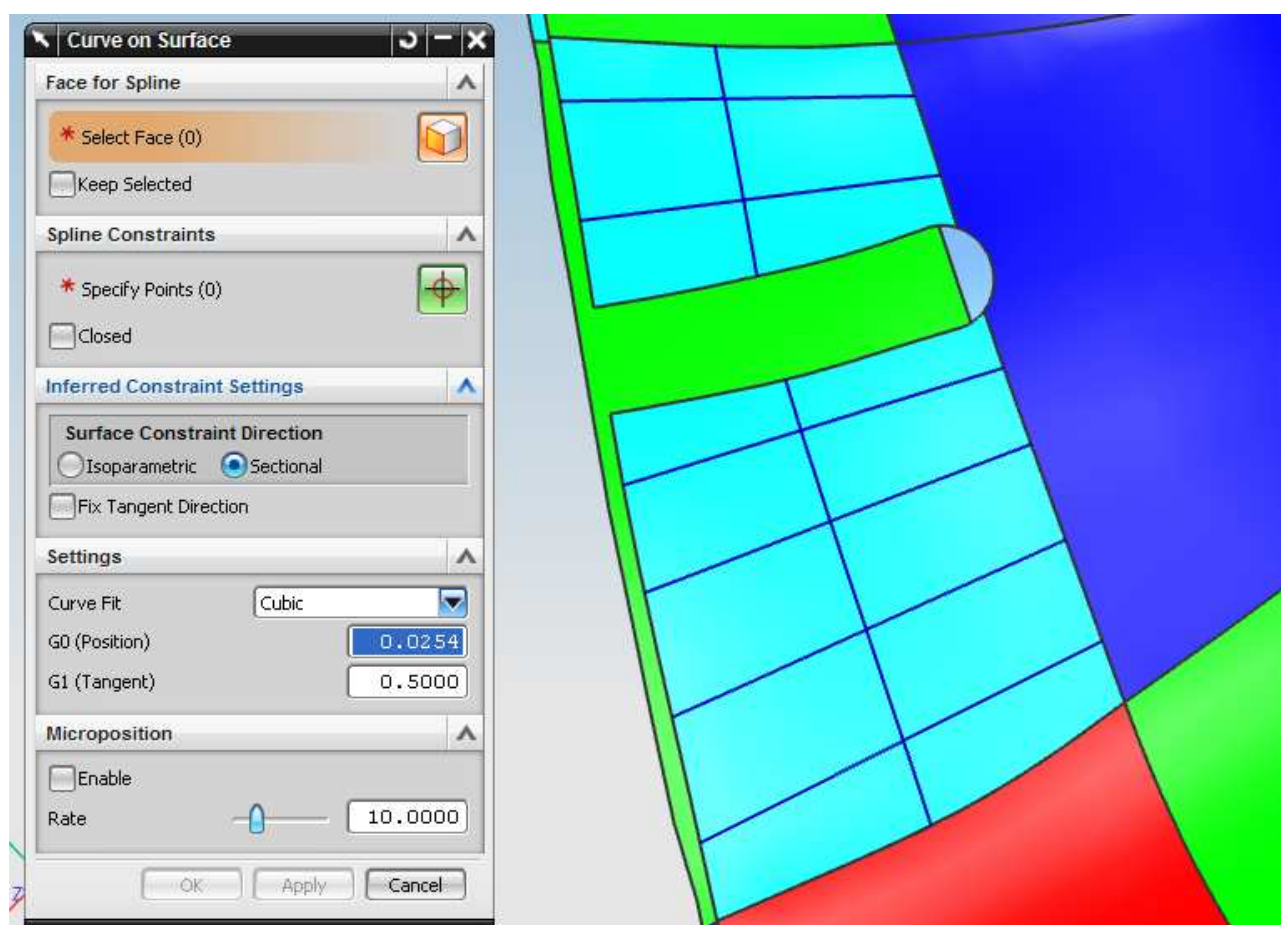 Curve on Surface
Face for Spline
* Select Face (0)
Keep Selected
Spline Constraints
* Specify Points (0)
Closed
Inferred Constraint Settings
Surface Constraint Direction
Isoparametric Sectional
Fix Tangent Direction
Settings
Curve Fit Cubic
G0 (Position) 0.0254
G1 (Tangent) 0.5000
Microposition
Enable
Rate 10.0000
OK Apply Cancel
Z